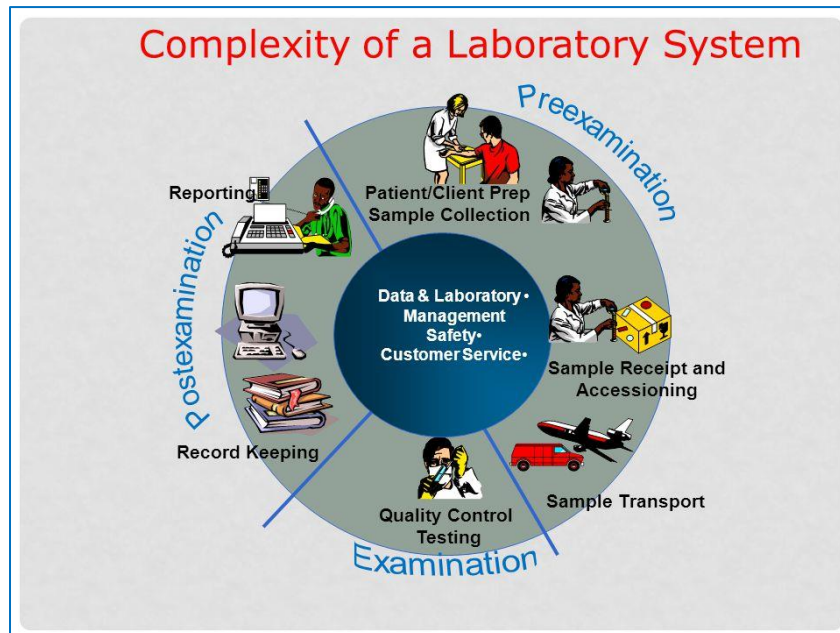 Complexity of a Laboratory System
Preexamination
Reporting
Patient/Client Prep
Sample Collection
Data & Laboratory •
Management
Safety•
Customer Service•
Sample Receipt and
Accessioning
Postexamination
Record Keeping
Sample Transport
Quality Control
Testing
Examination